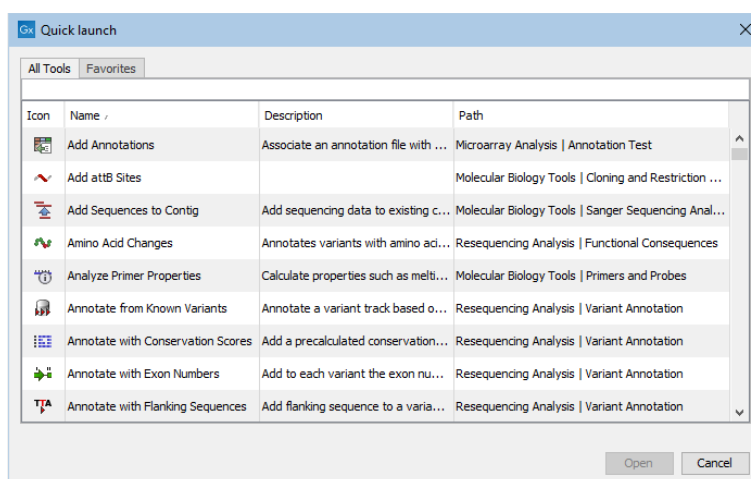 Gx Quick launch
All Tools Favorites
Icon Name Description Path
Add Annotations Associate an annotation file with ... Microarray Analysis | Annotation Test
Add attB Sites Molecular Biology Tools | Cloning and Restriction ...
Add Sequences to Contig Add sequencing data to existing c... Molecular Biology Tools | Sanger Sequencing Anal...
Amino Acid Changes Annotates variants with amino aci... Resequencing Analysis | Functional Consequences
Analyze Primer Properties Calculate properties such as melti... Molecular Biology Tools | Primers and Probes
Annotate from Known Variants Annotate a variant track based o... Resequencing Analysis | Variant Annotation
Annotate with Conservation Scores Add a precalculated conservation... Resequencing Analysis | Variant Annotation
Annotate with Exon Numbers Add to each variant the exon nu... Resequencing Analysis | Variant Annotation
TTA Annotate with Flanking Sequences Add flanking sequence to a varia... Resequencing Analysis | Variant Annotation
Open Cancel